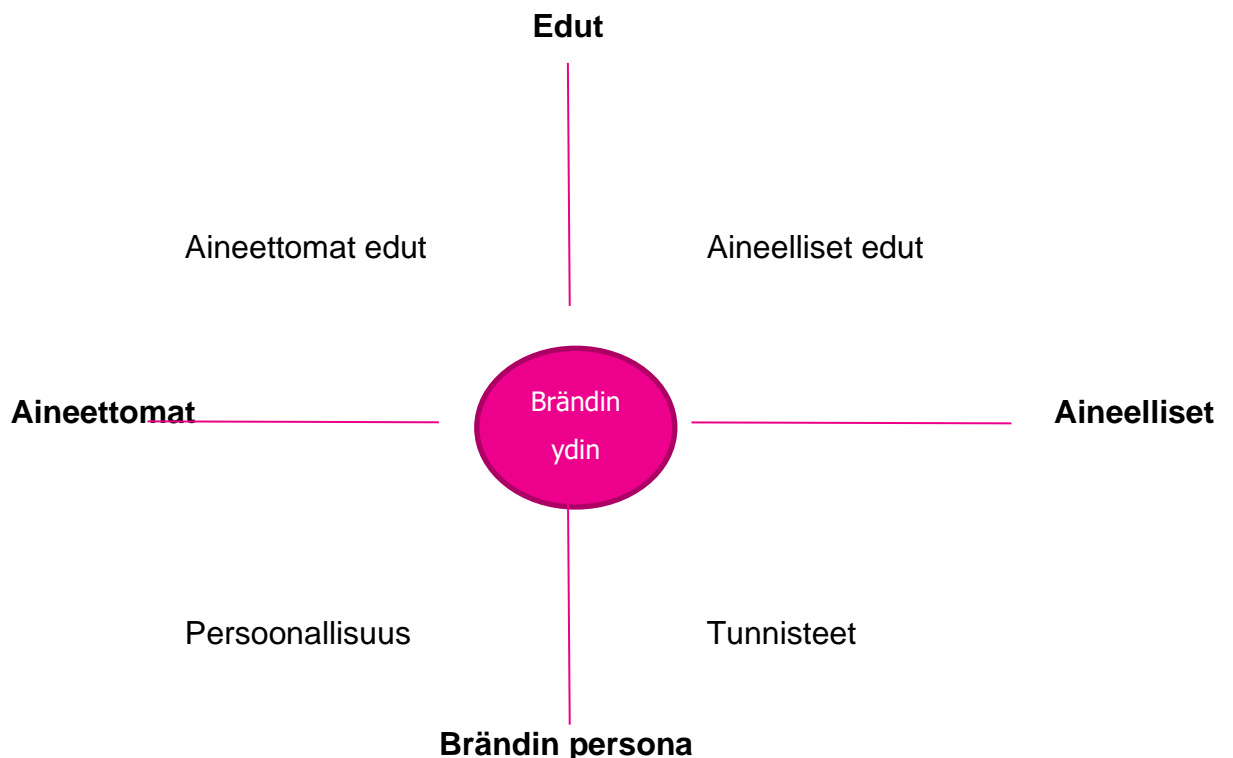 Edut
Aineettomat edut
Aineelliset edut
Brändin
ydin
Aineettomat
Aineelliset
Persoonallisuus
Tunnisteet
Brändin persona